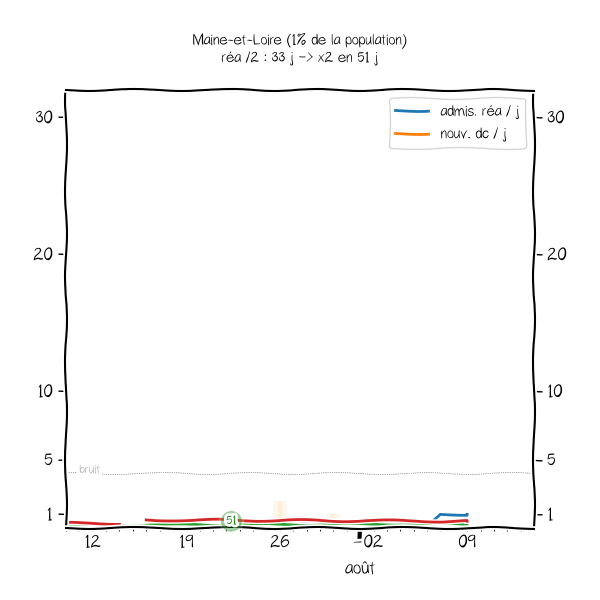 Maine-et-Loire (1% de la population)
réa /2 : 33 j -> x2 en 51 j
admis. réa / j
nouv. dc / j
30 30
20 20
10 10
5 5
bruit
1 51 1
12 19 26 02 09
août